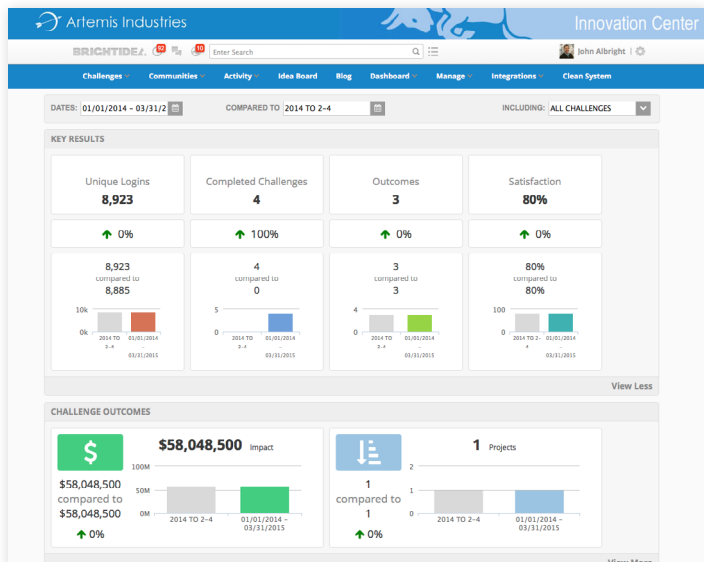 Artemis Industries
Innovation Center
BRIGHTIDEA. 92 10 Enter Search John Albright
Challenges Communities Activity Idea Board Blog Dashboard Manage Integrations Clean System
DATES: 01/01/2014 – 03/31/2 COMPARED TO 2014 TO 2–4 INCLUDING: ALL CHALLENGES
KEY RESULTS
Unique Logins Completed Challenges Outcomes Satisfaction
8,923 4 3 80%
0% 100% 0% 0%
8,923 4 3 80%
compared to compared to compared to compared to
8,885 0 3 80%
10k 5 4 100
0k 0 0 0
2014 TO 2–4 01/01/2014 – 03/31/2015 2014 TO 2–4 01/01/2014 – 03/31/2015 2014 TO 2–4 01/01/2014 – 03/31/2015 2014 TO 2–4 01/01/2014 – 03/31/2015
View Less
CHALLENGE OUTCOMES
$ $58,048,500 Impact 1 Projects
100M 2
$58,048,500 1
50M 1
compared to compared to
$58,048,500 1
0M 0
2014 TO 2–4 01/01/2014 – 03/31/2015 2014 TO 2–4 01/01/2014 – 03/31/2015
0% 0%
View More